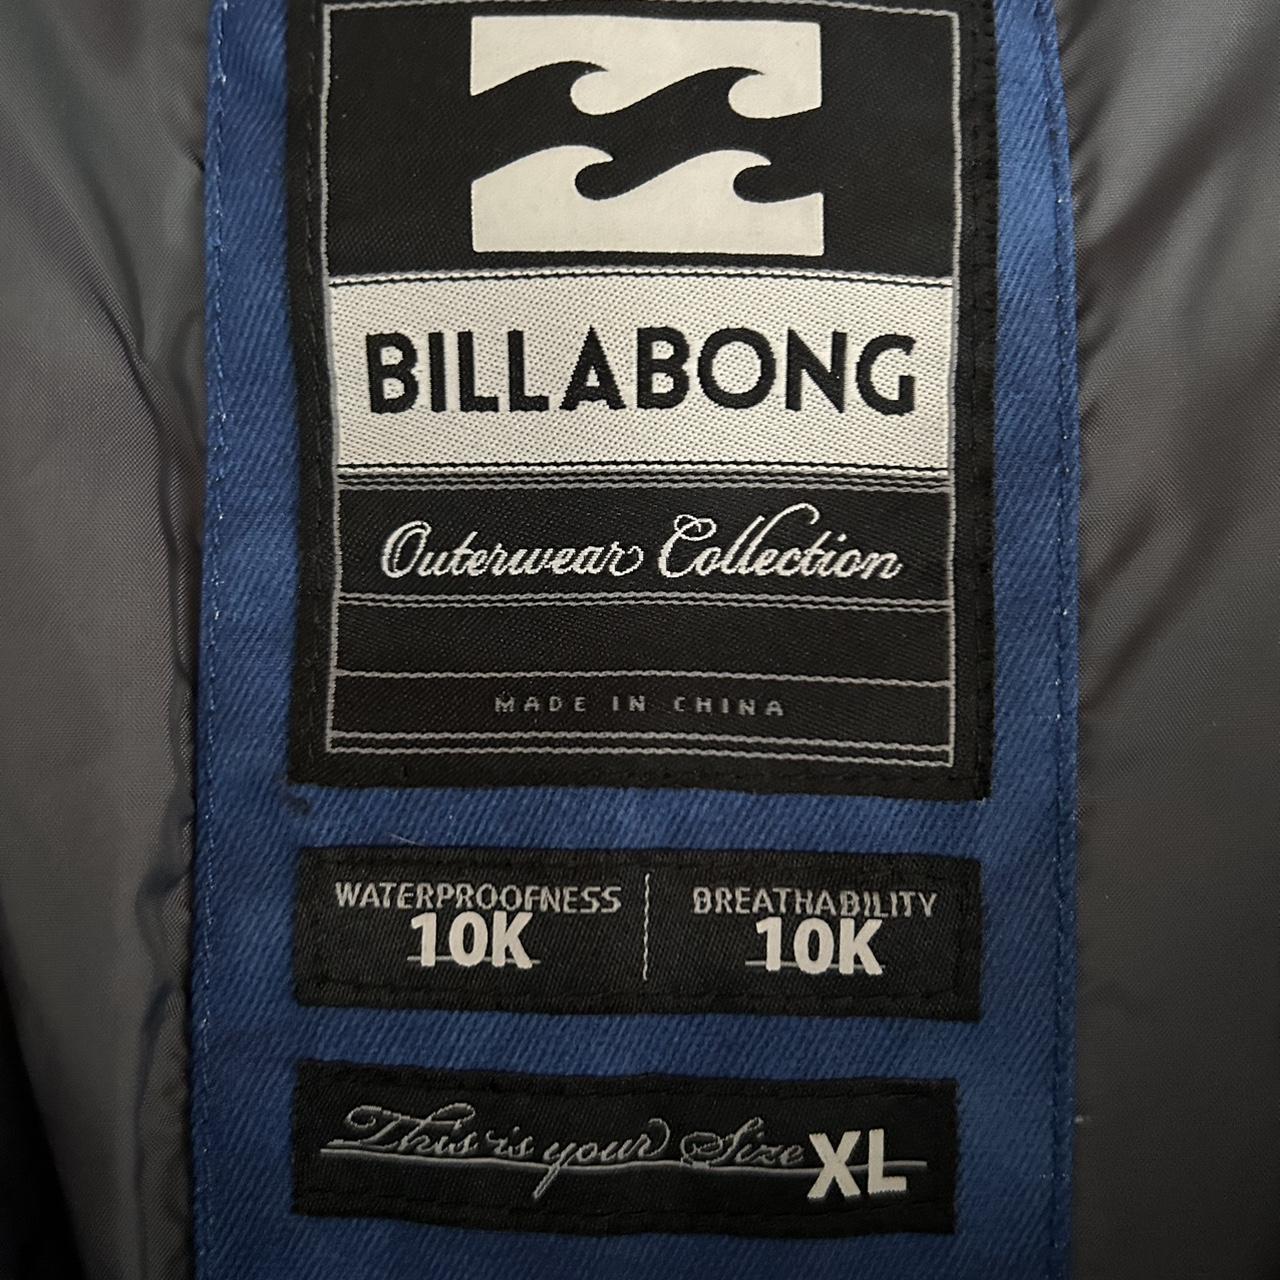 BILLABONG
Outerwear Collection
MADE IN CHINA
WATERPROOFNESS
10K
BREATHABILITY
10K
This is your Size XL